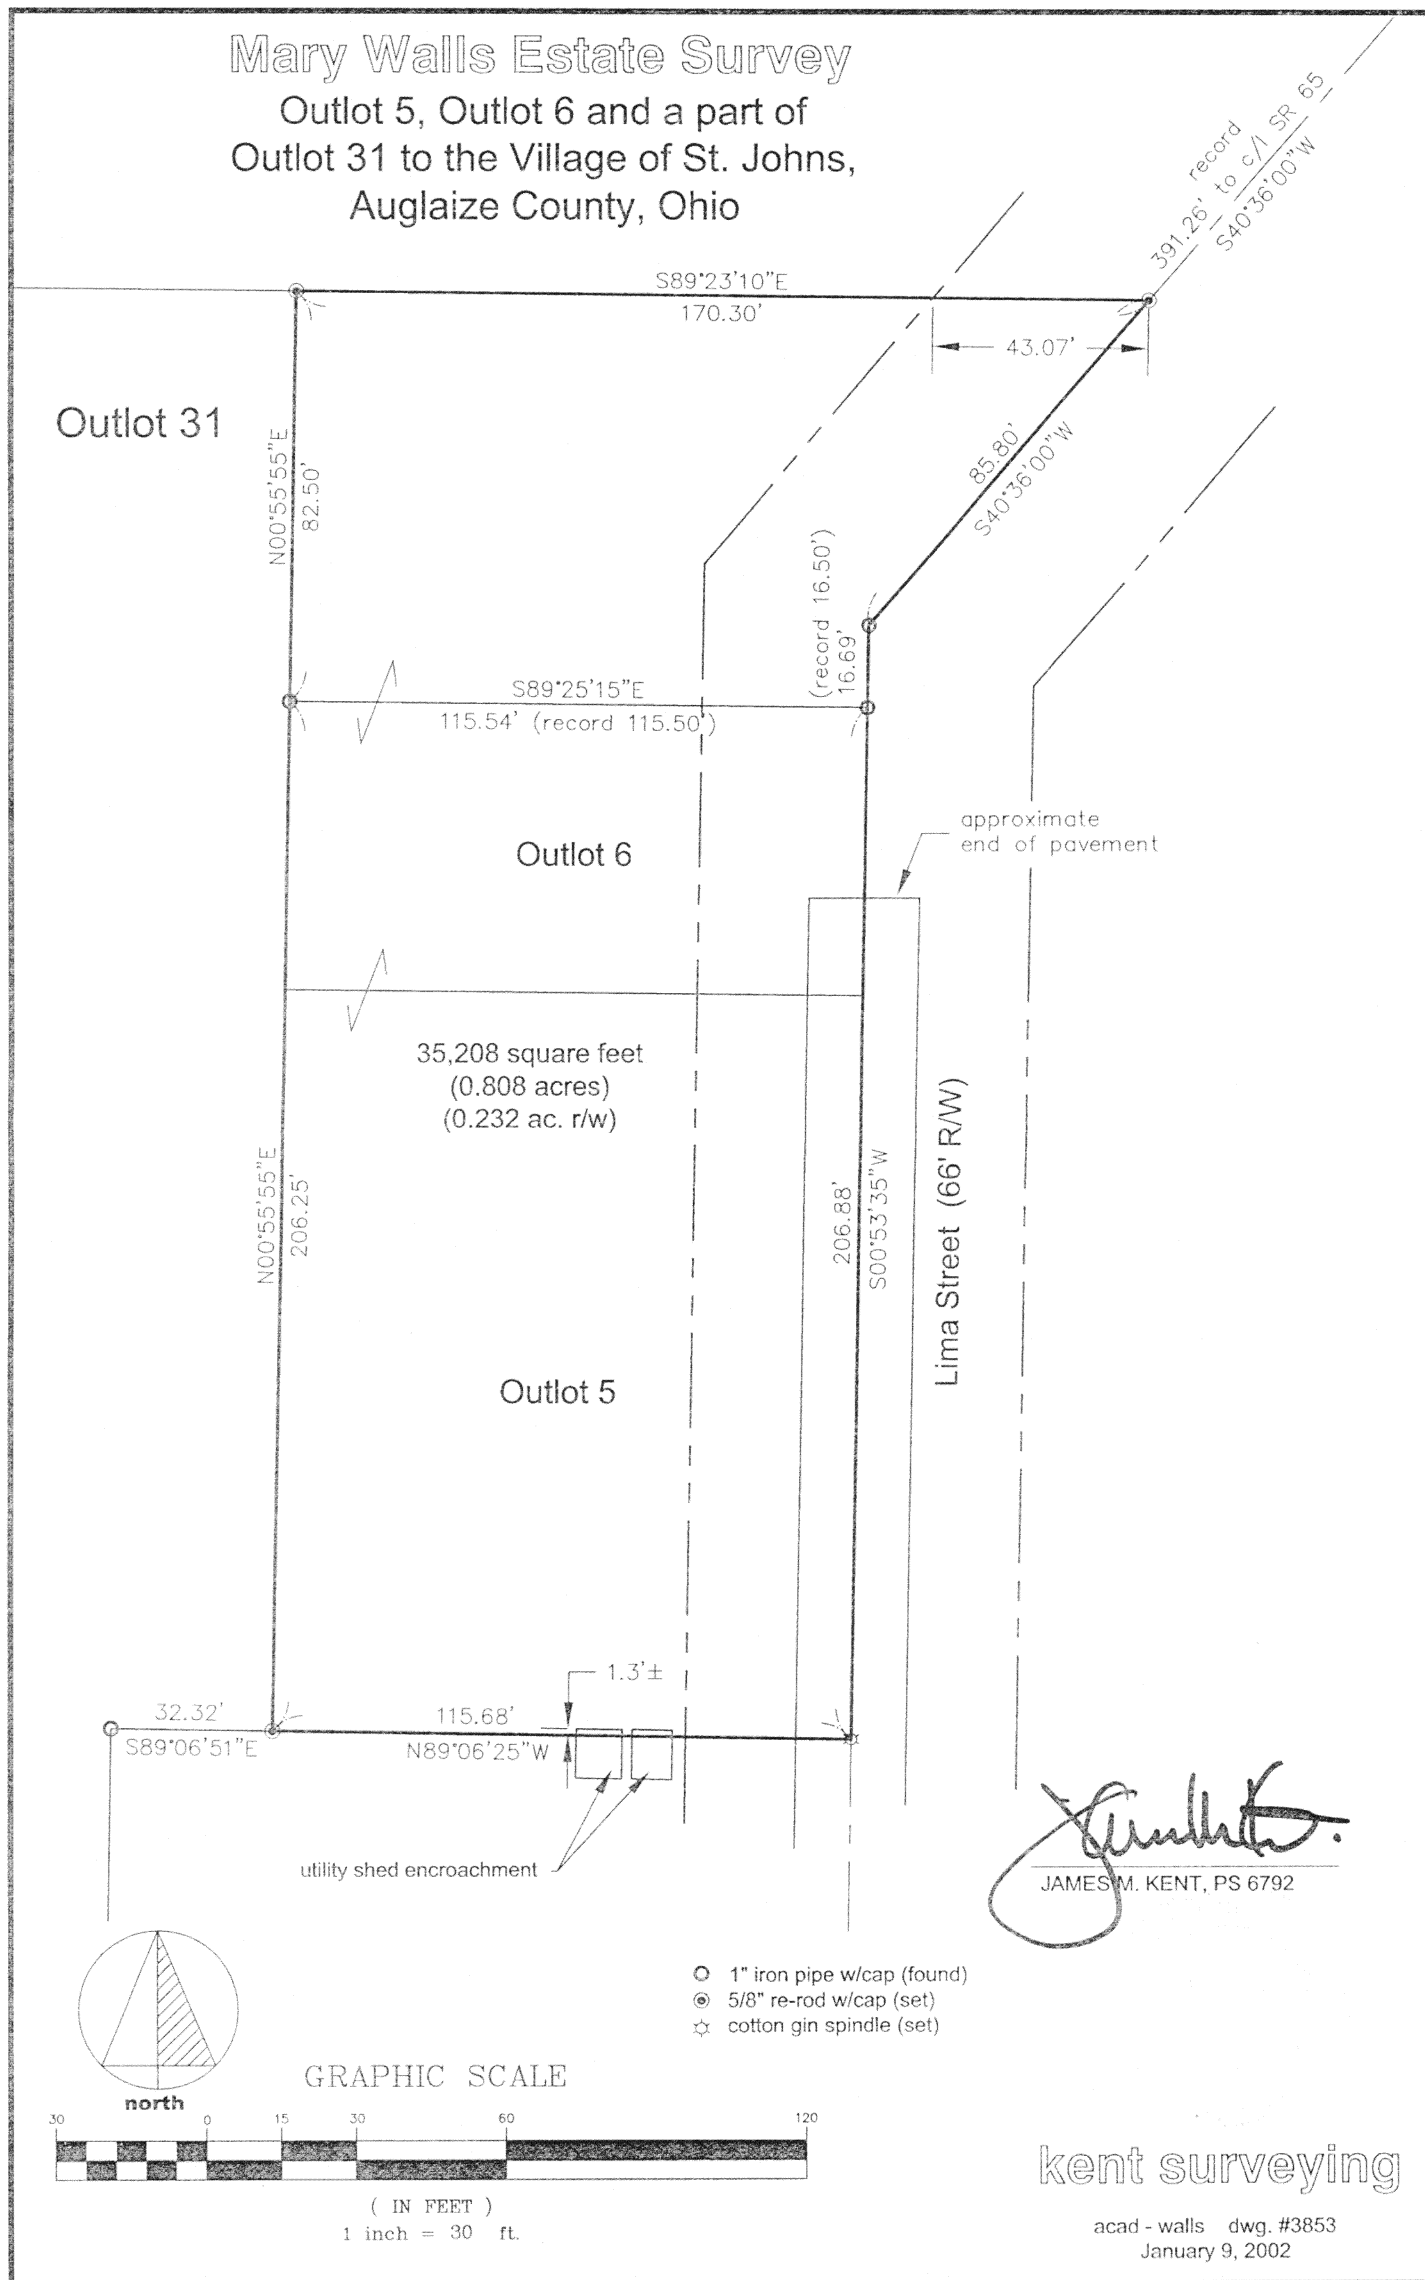 Mary Walls Estate Survey
Outlot 5, Outlot 6 and a part of
Outlot 31 to the Village of St. Johns,
Auglaize County, Ohio
record
391.26' to c/l SR 65
S40°36'00"W
S89°23'10"E
170.30'
43.07'
Outlot 31
N00°55'55"E
82.50'
85.80'
S40°36'00"W
(record 16.50')
16.69'
S89°25'15"E
115.54' (record 115.50')
approximate
end of pavement
Outlot 6
35,208 square feet
(0.808 acres)
(0.232 ac. r/w)
N00°55'55"E
206.25'
206.88'
S00°53'35"W
Lima Street (66' R/W)
Outlot 5
1.3'±
32.32'
S89°06'51"E
115.68'
N89°06'25"W
utility shed encroachment
JAMES M. KENT, PS 6792
1" iron pipe w/cap (found)
5/8" re-rod w/cap (set)
cotton gin spindle (set)
north
GRAPHIC SCALE
30 0 15 30 60 120
( IN FEET )
1 inch = 30 ft.
kent surveying
acad - walls dwg. #3853
January 9, 2002